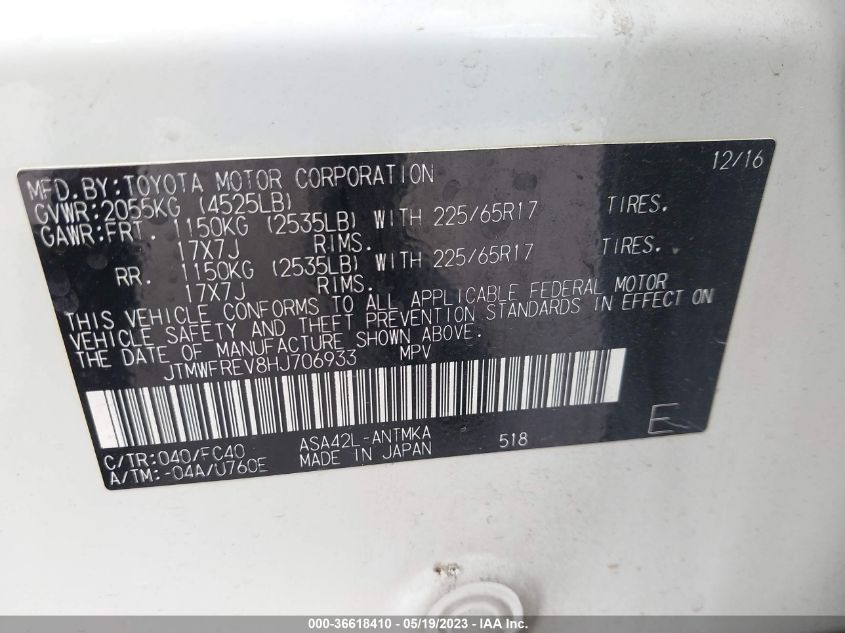 12/16
MFD.BY:TOYOTA MOTOR CORPORATION
GVWR:2055KG (4525LB)
GAWR:FRT. 1150KG (2535LB) WITH 225/65R17 TIRES.
17X7J RIMS.
RR. 1150KG (2535LB) WITH 225/65R17 TIRES.
17X7J RIMS.
THIS VEHICLE CONFORMS TO ALL APPLICABLE FEDERAL MOTOR
VEHICLE SAFETY AND THEFT PREVENTION STANDARDS IN EFFECT ON
THE DATE OF MANUFACTURE SHOWN ABOVE.
JTMWFREV8HJ706933 MPV
C/TR:040/FC40 ASA42L-ANTMKA 518 E
A/TM:-04A/U760E MADE IN JAPAN
000-36618410 - 05/19/2023 - IAA Inc.